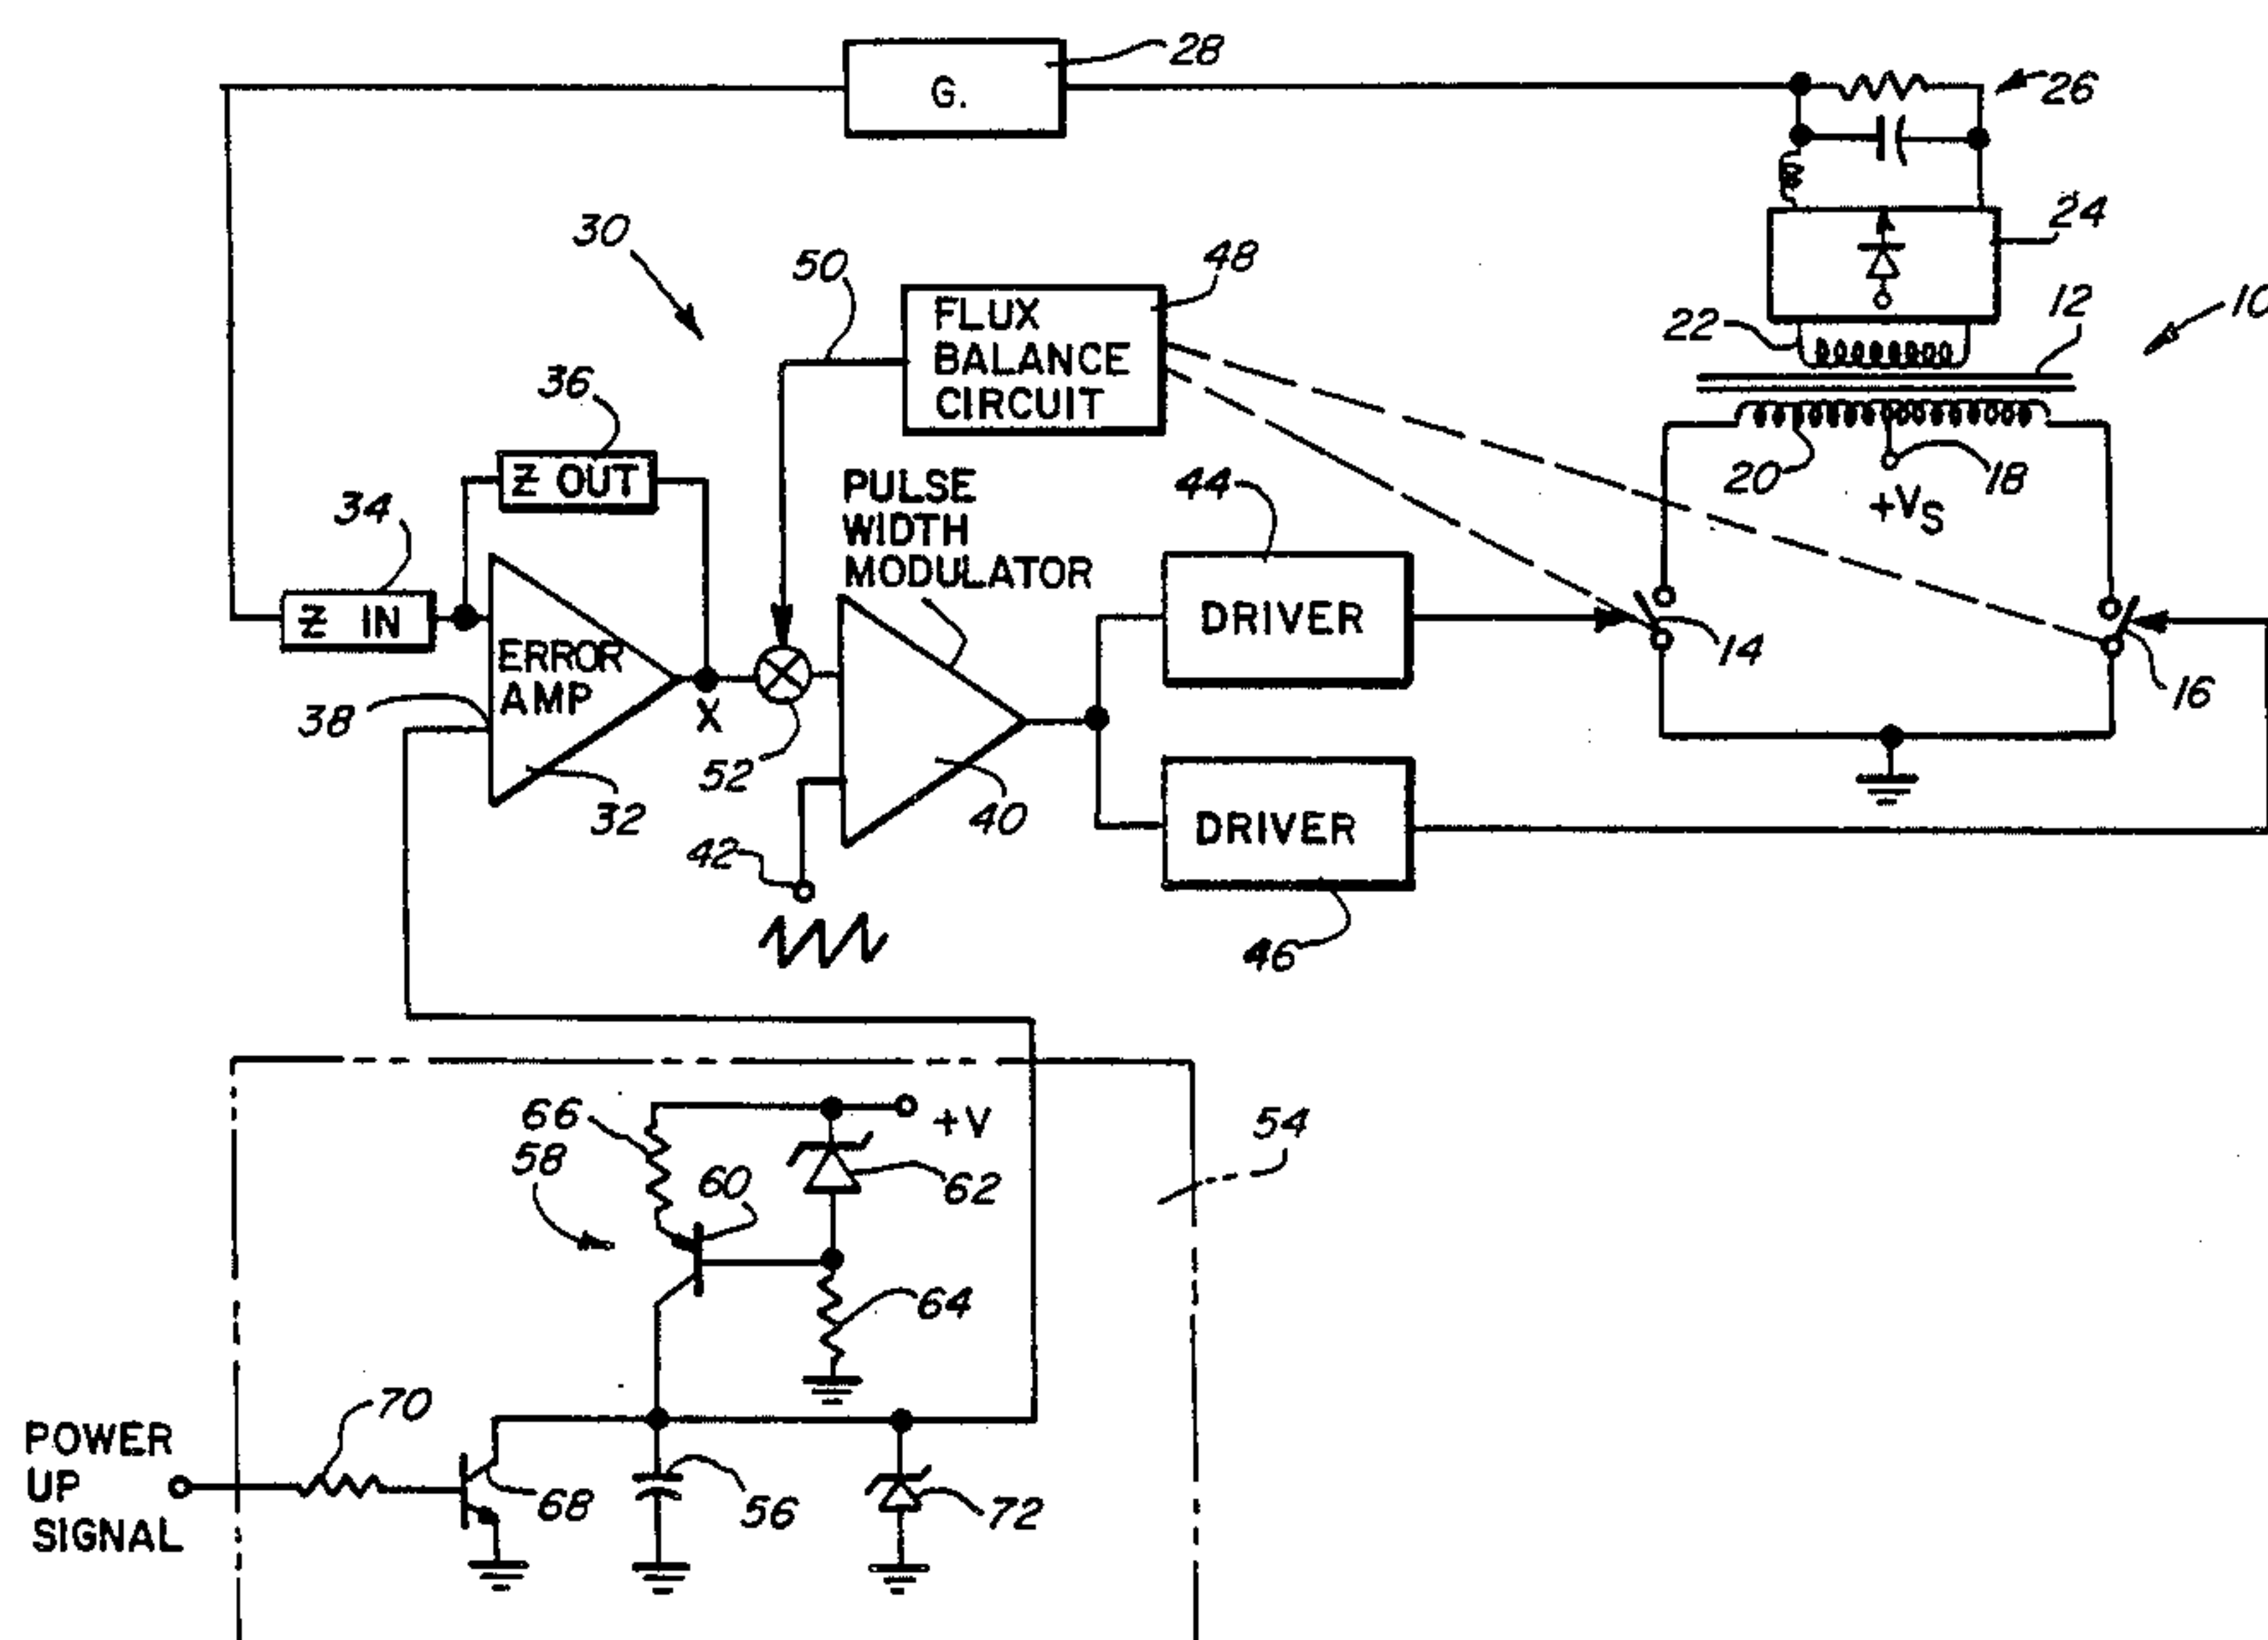 28
G.
26
30
50
48
24
FLUX
BALANCE
CIRCUIT
12
10
22
36
Z OUT
34
PULSE
WIDTH
MODULATOR
44
20
18
+VS
Z IN
ERROR
AMP
DRIVER
14
38
X
16
52
32
40
DRIVER
42
46
66
+V
54
58
60
62
64
70
POWER
UP
SIGNAL
68
56
72